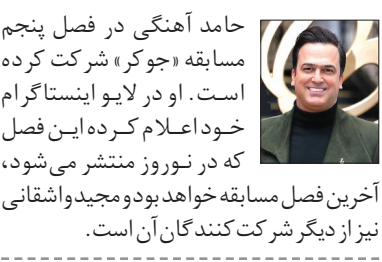 حامد آهنگی در فصل پنجم
مسابقه «جوکر» شرکت کرده
است. او در لایو اینستاگرام
خود اعلام کرده این فصل
که در نوروز منتشر می‌شود،
آخرین فصل مسابقه خواهد بود و مجید واشقانی
نیز از دیگر شرکت‌کنندگان آن است.